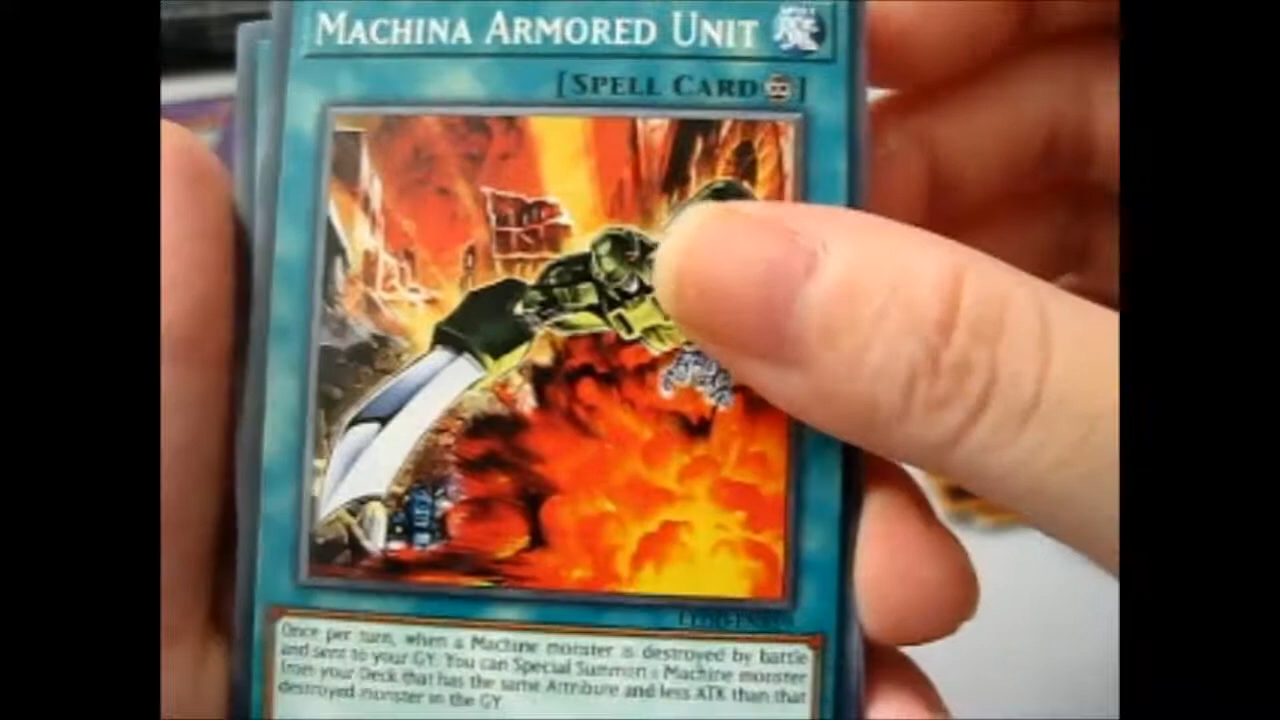 MACHINA ARMORED UNIT
[SPELL CARD]
Once per turn, when a Machine monster is destroyed by battle
and sent to your GY: You can Special Summon 1 Machine monster
from your Deck that has the same Attribute and less ATK than that
destroyed monster in the GY.